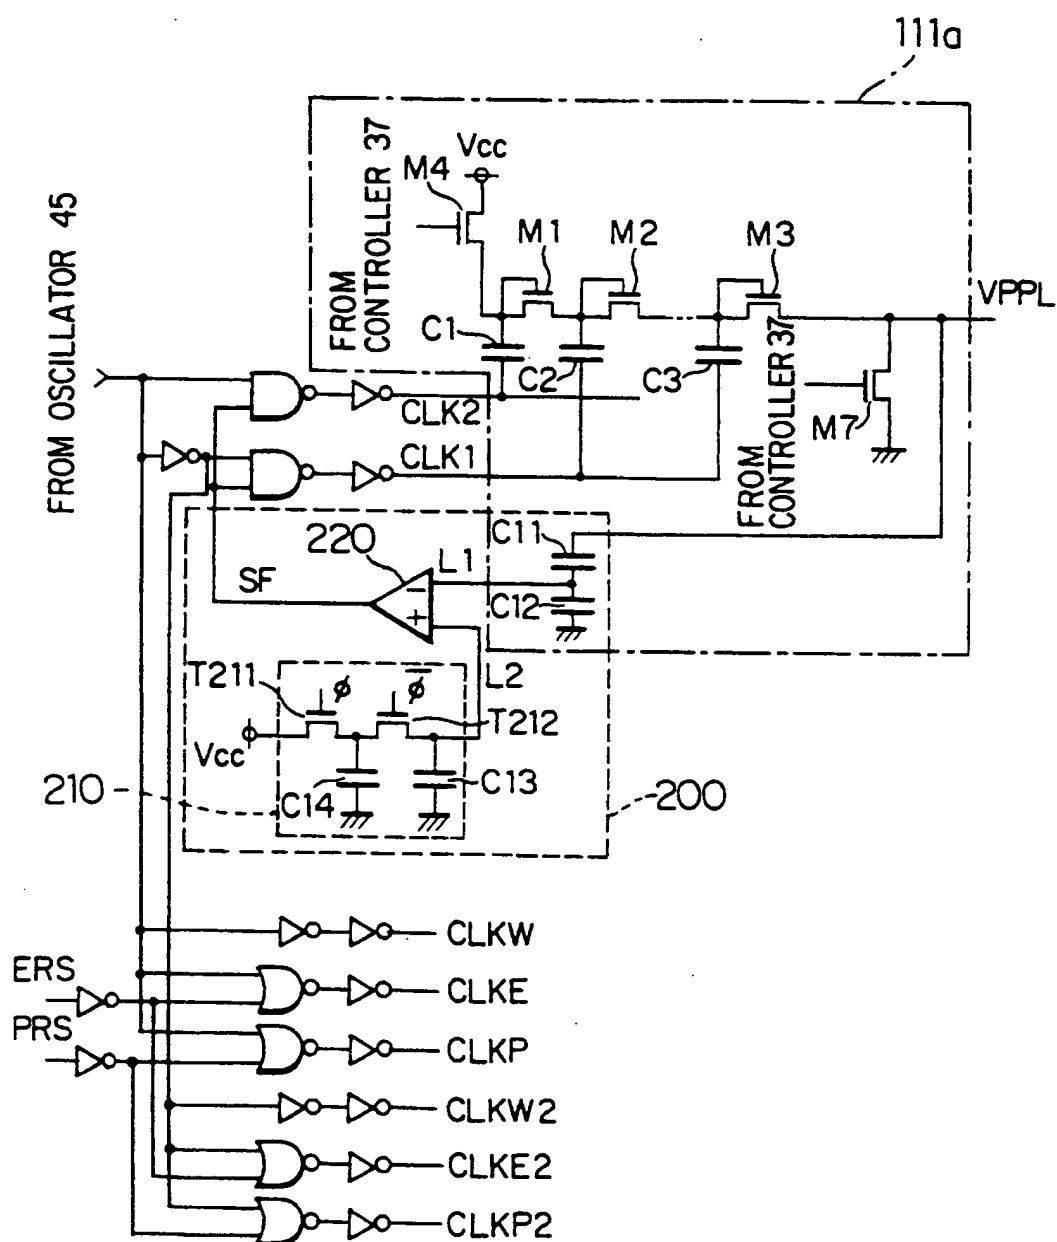 111a
FROM
CONTROLLER 37
Vcc
M4
M1
M2
M3
VPPL
FROM OSCILLATOR 45
C1
C2
C3
CLK2
CLK1
M7
FROM
CONTROLLER 37
220
L1
C11
C12
SF
−
+
L2
T211
ϕ
ϕ̅
T212
Vcc
C14
C13
210
200
CLKW
ERS
CLKE
PRS
CLKP
CLKW2
CLKE2
CLKP2